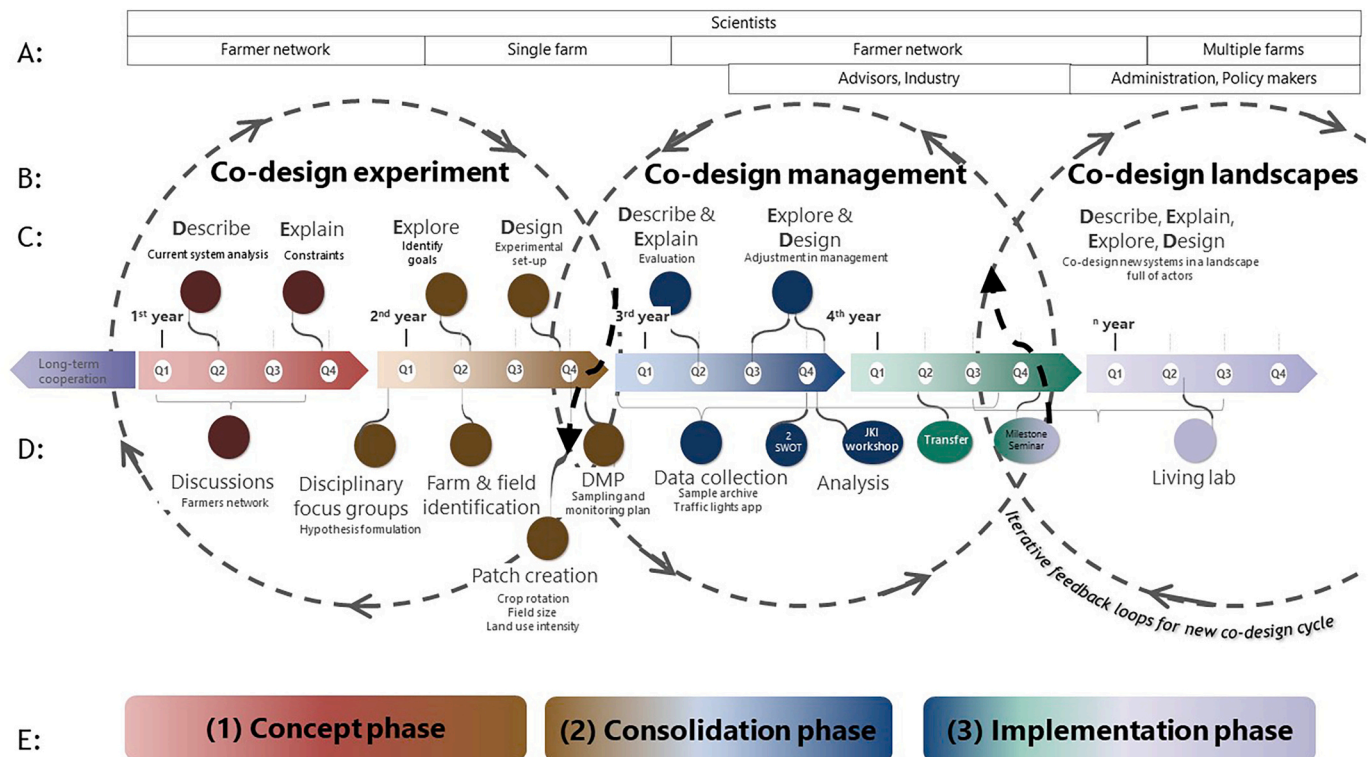 A:
Scientists
Farmer network
Single farm
Farmer network
Multiple farms
Advisors, Industry
Administration, Policy makers
B:
Co-design experiment
Co-design management
Co-design landscapes
C:
Describe
Current system analysis
Explain
Constraints
Explore
Identify
goals
Design
Experimental
set-up
Describe &
Explain
Evaluation
Explore &
Design
Adjustment in management
Describe, Explain,
Explore, Design
Co-design new systems in a landscape
full of actors
1st year
2nd year
3rd year
4th year
n year
Long-term
cooperation
Q1
Q2
Q3
Q4
Q1
Q2
Q3
Q4
Q1
Q2
Q3
Q4
Q1
Q2
Q3
Q4
Q1
Q2
Q3
Q4
D:
Discussions
Farmers network
Disciplinary
focus groups
Hypothesis formulation
Farm & field
identification
Patch creation
Crop rotation
Field size
Land use intensity
DMP
Sampling and
monitoring plan
Data collection
Sample archive
Traffic lights app
2
SWOT
JKI
workshop
Analysis
Transfer
Milestone
Seminar
Living lab
Iterative feedback loops for new co-design cycle
E:
(1) Concept phase
(2) Consolidation phase
(3) Implementation phase